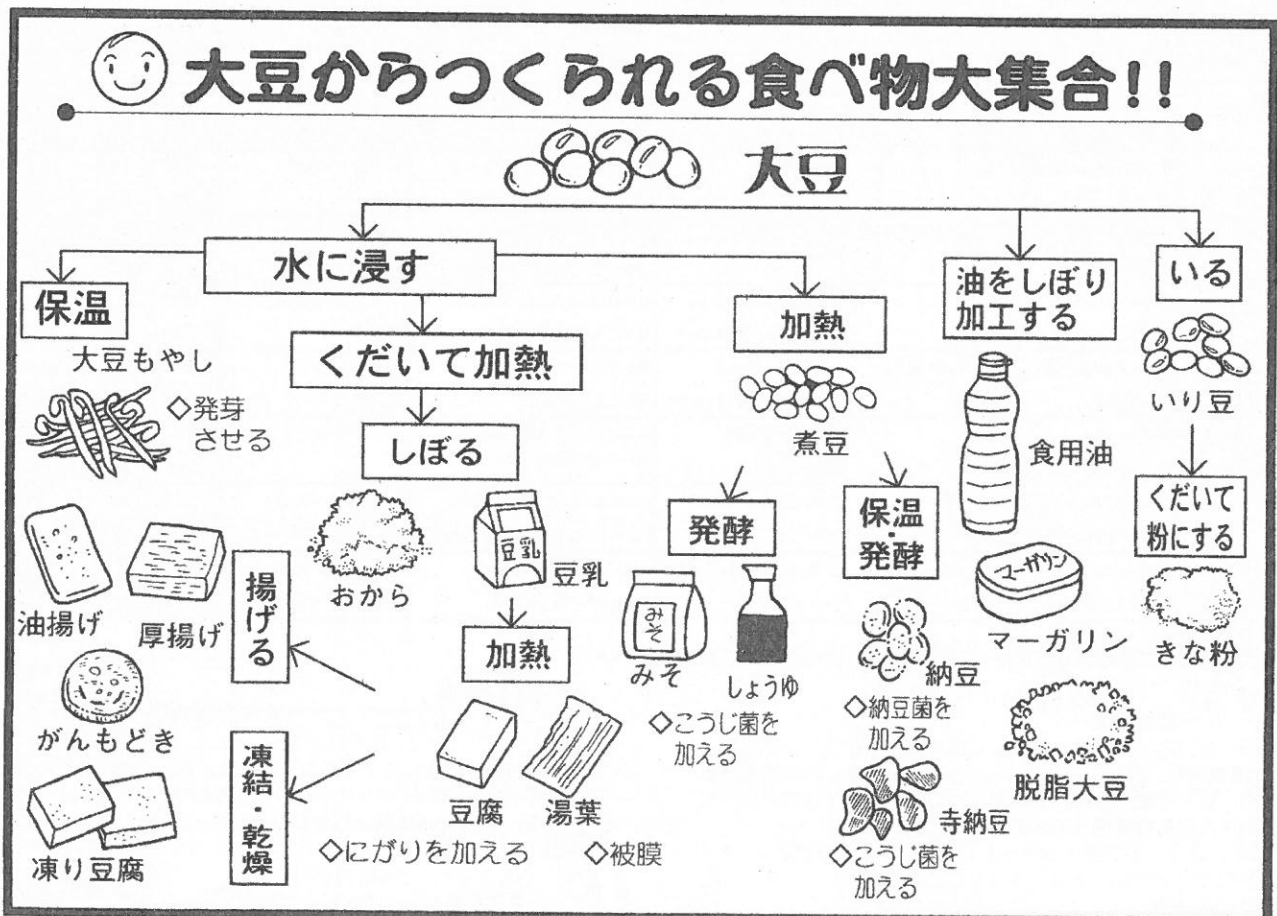 大豆からつくられる食べ物大集合!!
大豆
水に浸す
保温
大豆もやし
◇発芽
させる
くだいて加熱
しぼる
おから
豆乳
豆乳
加熱
豆腐
◇にがりを加える
湯葉
◇被膜
揚げる
油揚げ
厚揚げ
がんもどき
凍結・乾燥
凍り豆腐
加熱
煮豆
発酵
みそ
みそ
しょうゆ
◇こうじ菌を
加える
保温
・
発酵
納豆
◇納豆菌を
加える
寺納豆
◇こうじ菌を
加える
油をしぼり
加工する
食用油
マーガリン
マーガリン
脱脂大豆
いる
いり豆
くだいて
粉にする
きな粉